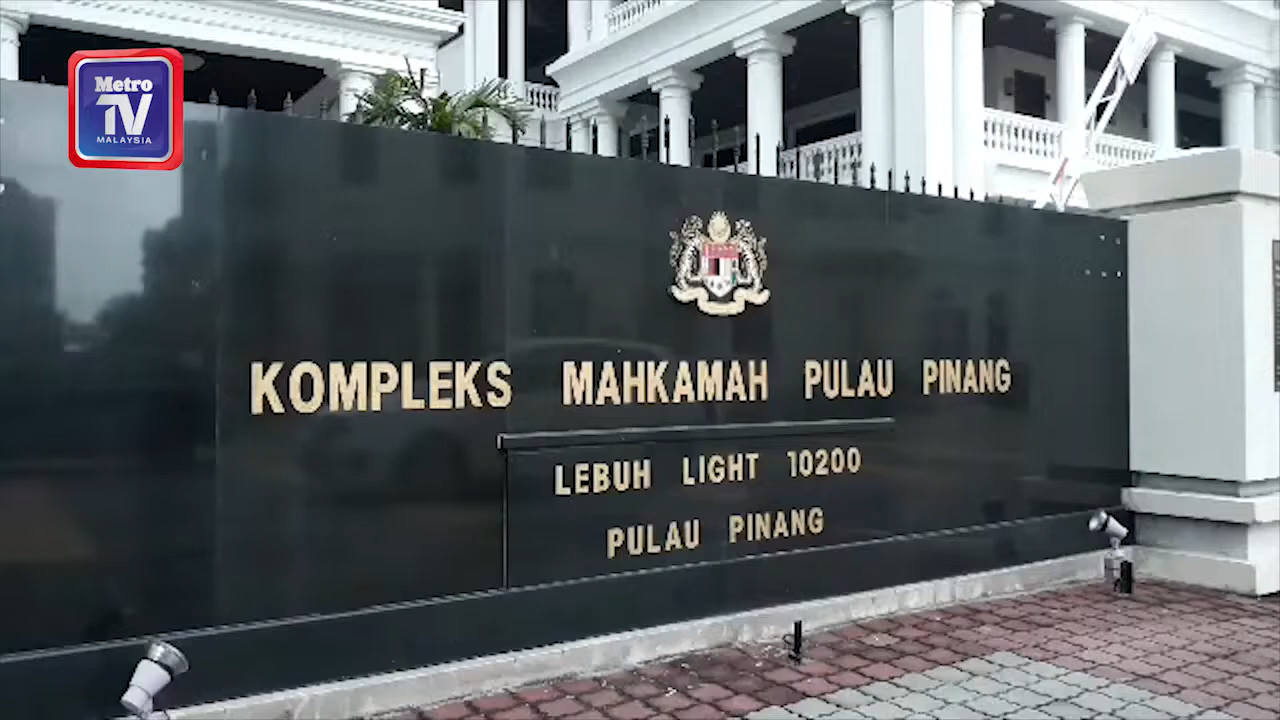 Metro
TV
MALAYSIA
KOMPLEKS MAHKAMAH PULAU PINANG
LEBUH LIGHT 10200
PULAU PINANG